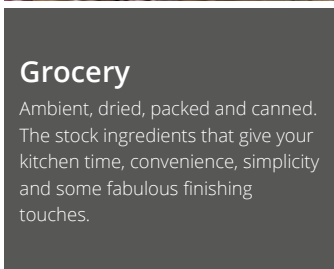 Grocery
Ambient, dried, packed and canned.
The stock ingredients that give your
kitchen time, convenience, simplicity
and some fabulous finishing
touches.